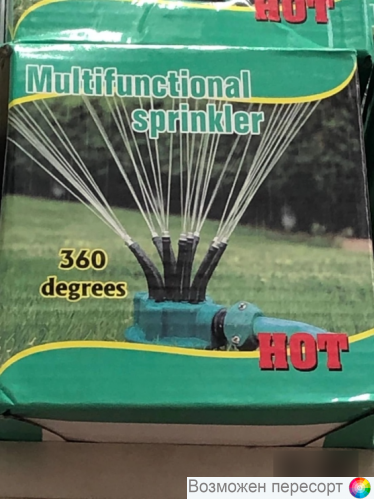 HOT
Multifunctional
sprinkler
360
degrees
HOT
Возможен пересорт